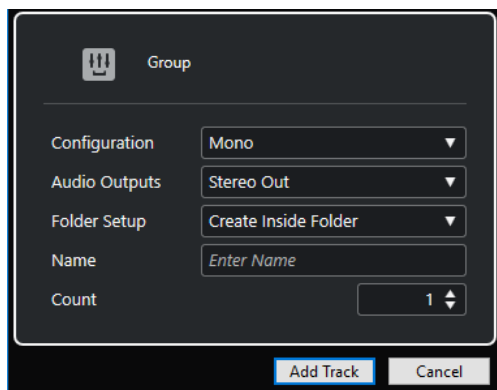 Group
Configuration Mono
Audio Outputs Stereo Out
Folder Setup Create Inside Folder
Name Enter Name
Count 1
Add Track Cancel